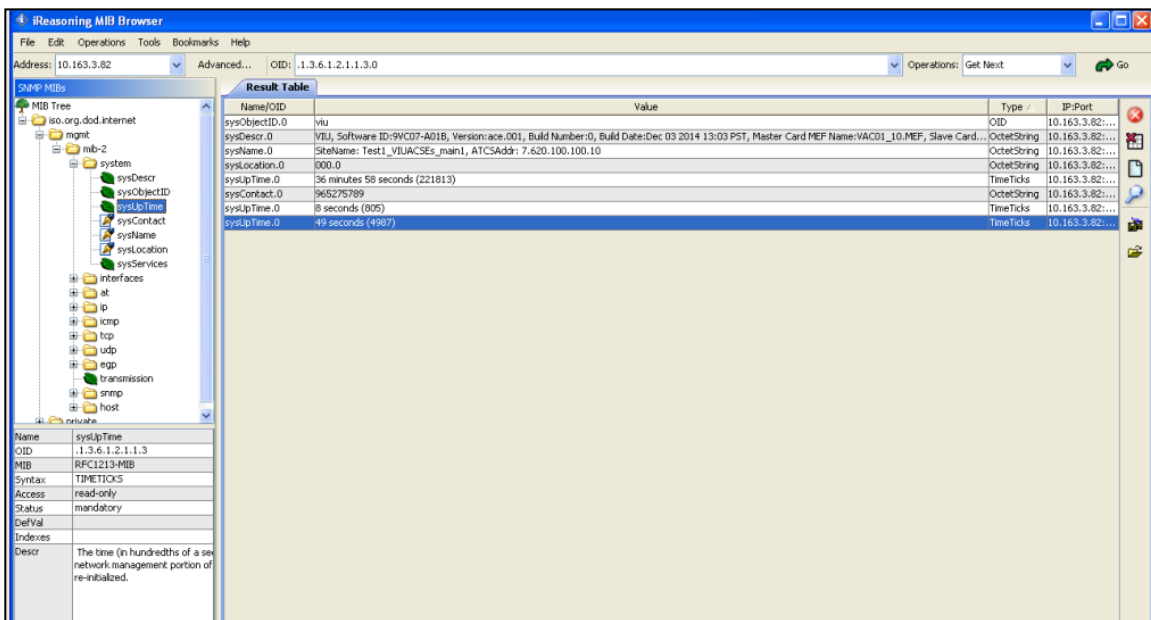 iReasoning MIB Browser
File Edit Operations Tools Bookmarks Help
Address: 10.163.3.82 Advanced... OID: .1.3.6.1.2.1.1.3.0 Operations: Get Next Go
SNMP MIBs
MIB Tree
iso.org.dod.internet
mgmt
mib-2
system
sysDescr
sysObjectID
sysUpTime
sysContact
sysName
sysLocation
sysServices
interfaces
at
ip
icmp
tcp
udp
egp
transmission
snmp
host
private
Name sysUpTime
OID .1.3.6.1.2.1.1.3
MIB RFC1213-MIB
Syntax TIMETICKS
Access read-only
Status mandatory
DefVal
Indexes
Descr The time (in hundredths of a se
network management portion of
re-initialized.
Result Table
Name/OID Value Type IP:Port
sysObjectID.0 viu OID 10.163.3.82:...
sysDescr.0 VIU, Software ID:9VC07-A01B, Version:ace.001, Build Number:0, Build Date:Dec 03 2014 13:03 PST, Master Card MEF Name:VAC01_10.MEF, Slave Card... OctetString 10.163.3.82:...
sysName.0 SiteName: Test1_VIUACSEs_main1, ATCSAddr: 7.620.100.100.10 OctetString 10.163.3.82:...
sysLocation.0 000.0 OctetString 10.163.3.82:...
sysUpTime.0 36 minutes 58 seconds (221813) TimeTicks 10.163.3.82:...
sysContact.0 965275789 OctetString 10.163.3.82:...
sysUpTime.0 8 seconds (805) TimeTicks 10.163.3.82:...
sysUpTime.0 49 seconds (4987) TimeTicks 10.163.3.82:...